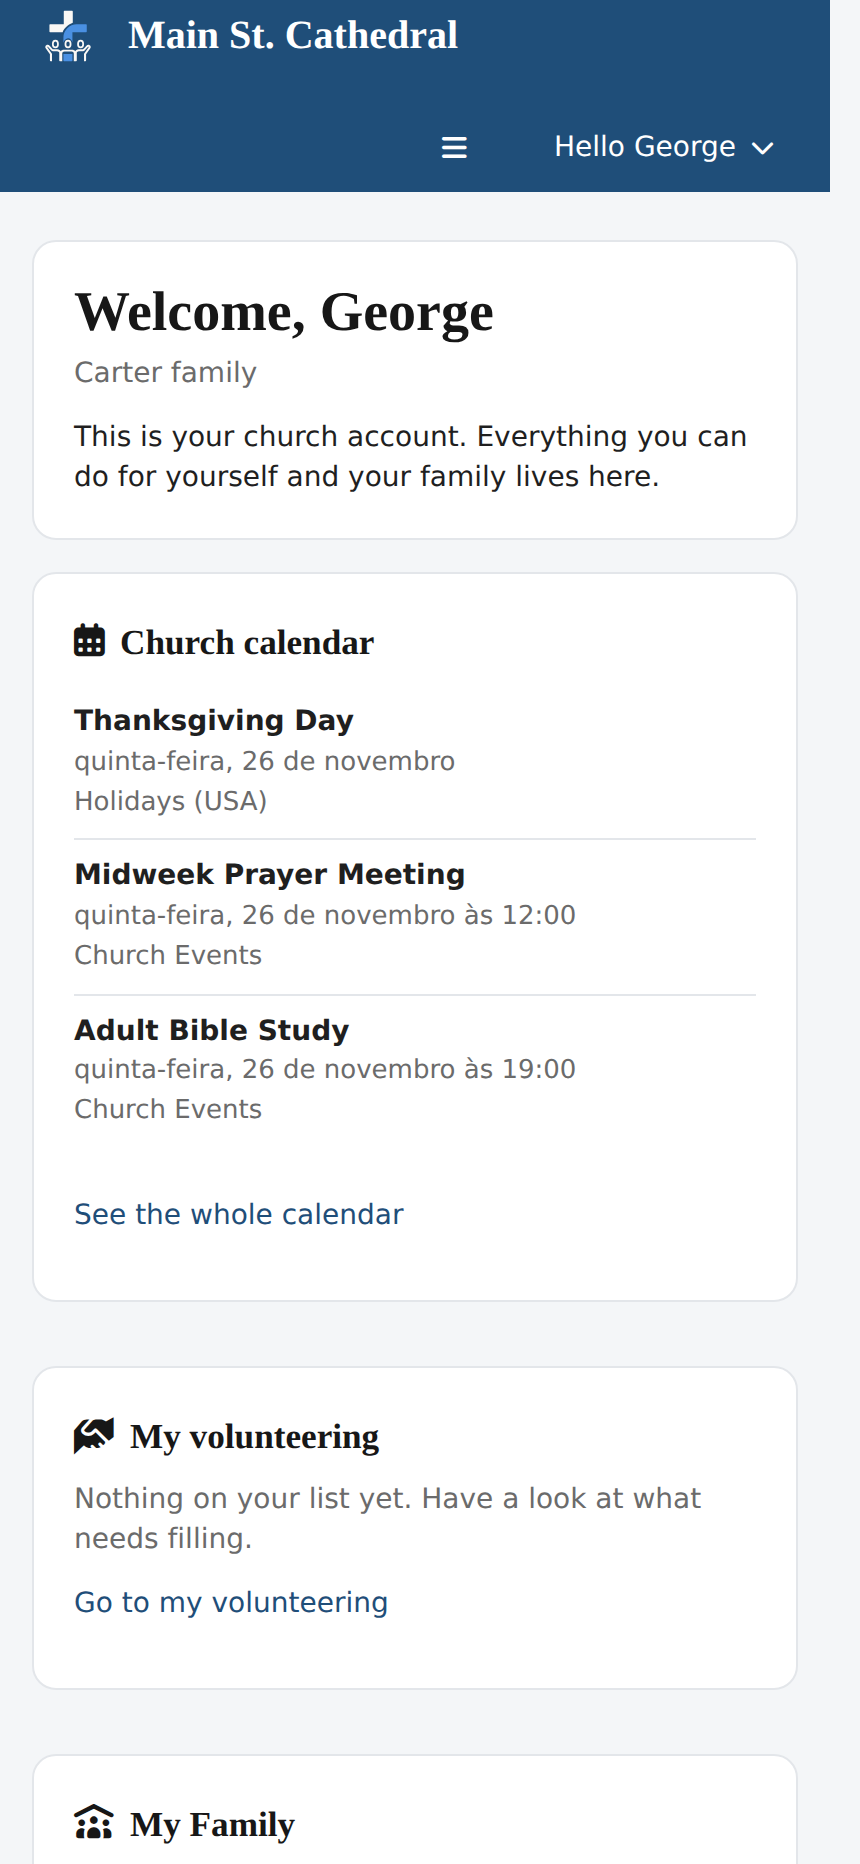 Main St. Cathedral
Hello George
Welcome, George
Carter family
This is your church account. Everything you can
do for yourself and your family lives here.
Church calendar
Thanksgiving Day
quinta-feira, 26 de novembro
Holidays (USA)
Midweek Prayer Meeting
quinta-feira, 26 de novembro às 12:00
Church Events
Adult Bible Study
quinta-feira, 26 de novembro às 19:00
Church Events
See the whole calendar
My volunteering
Nothing on your list yet. Have a look at what
needs filling.
Go to my volunteering
My Family